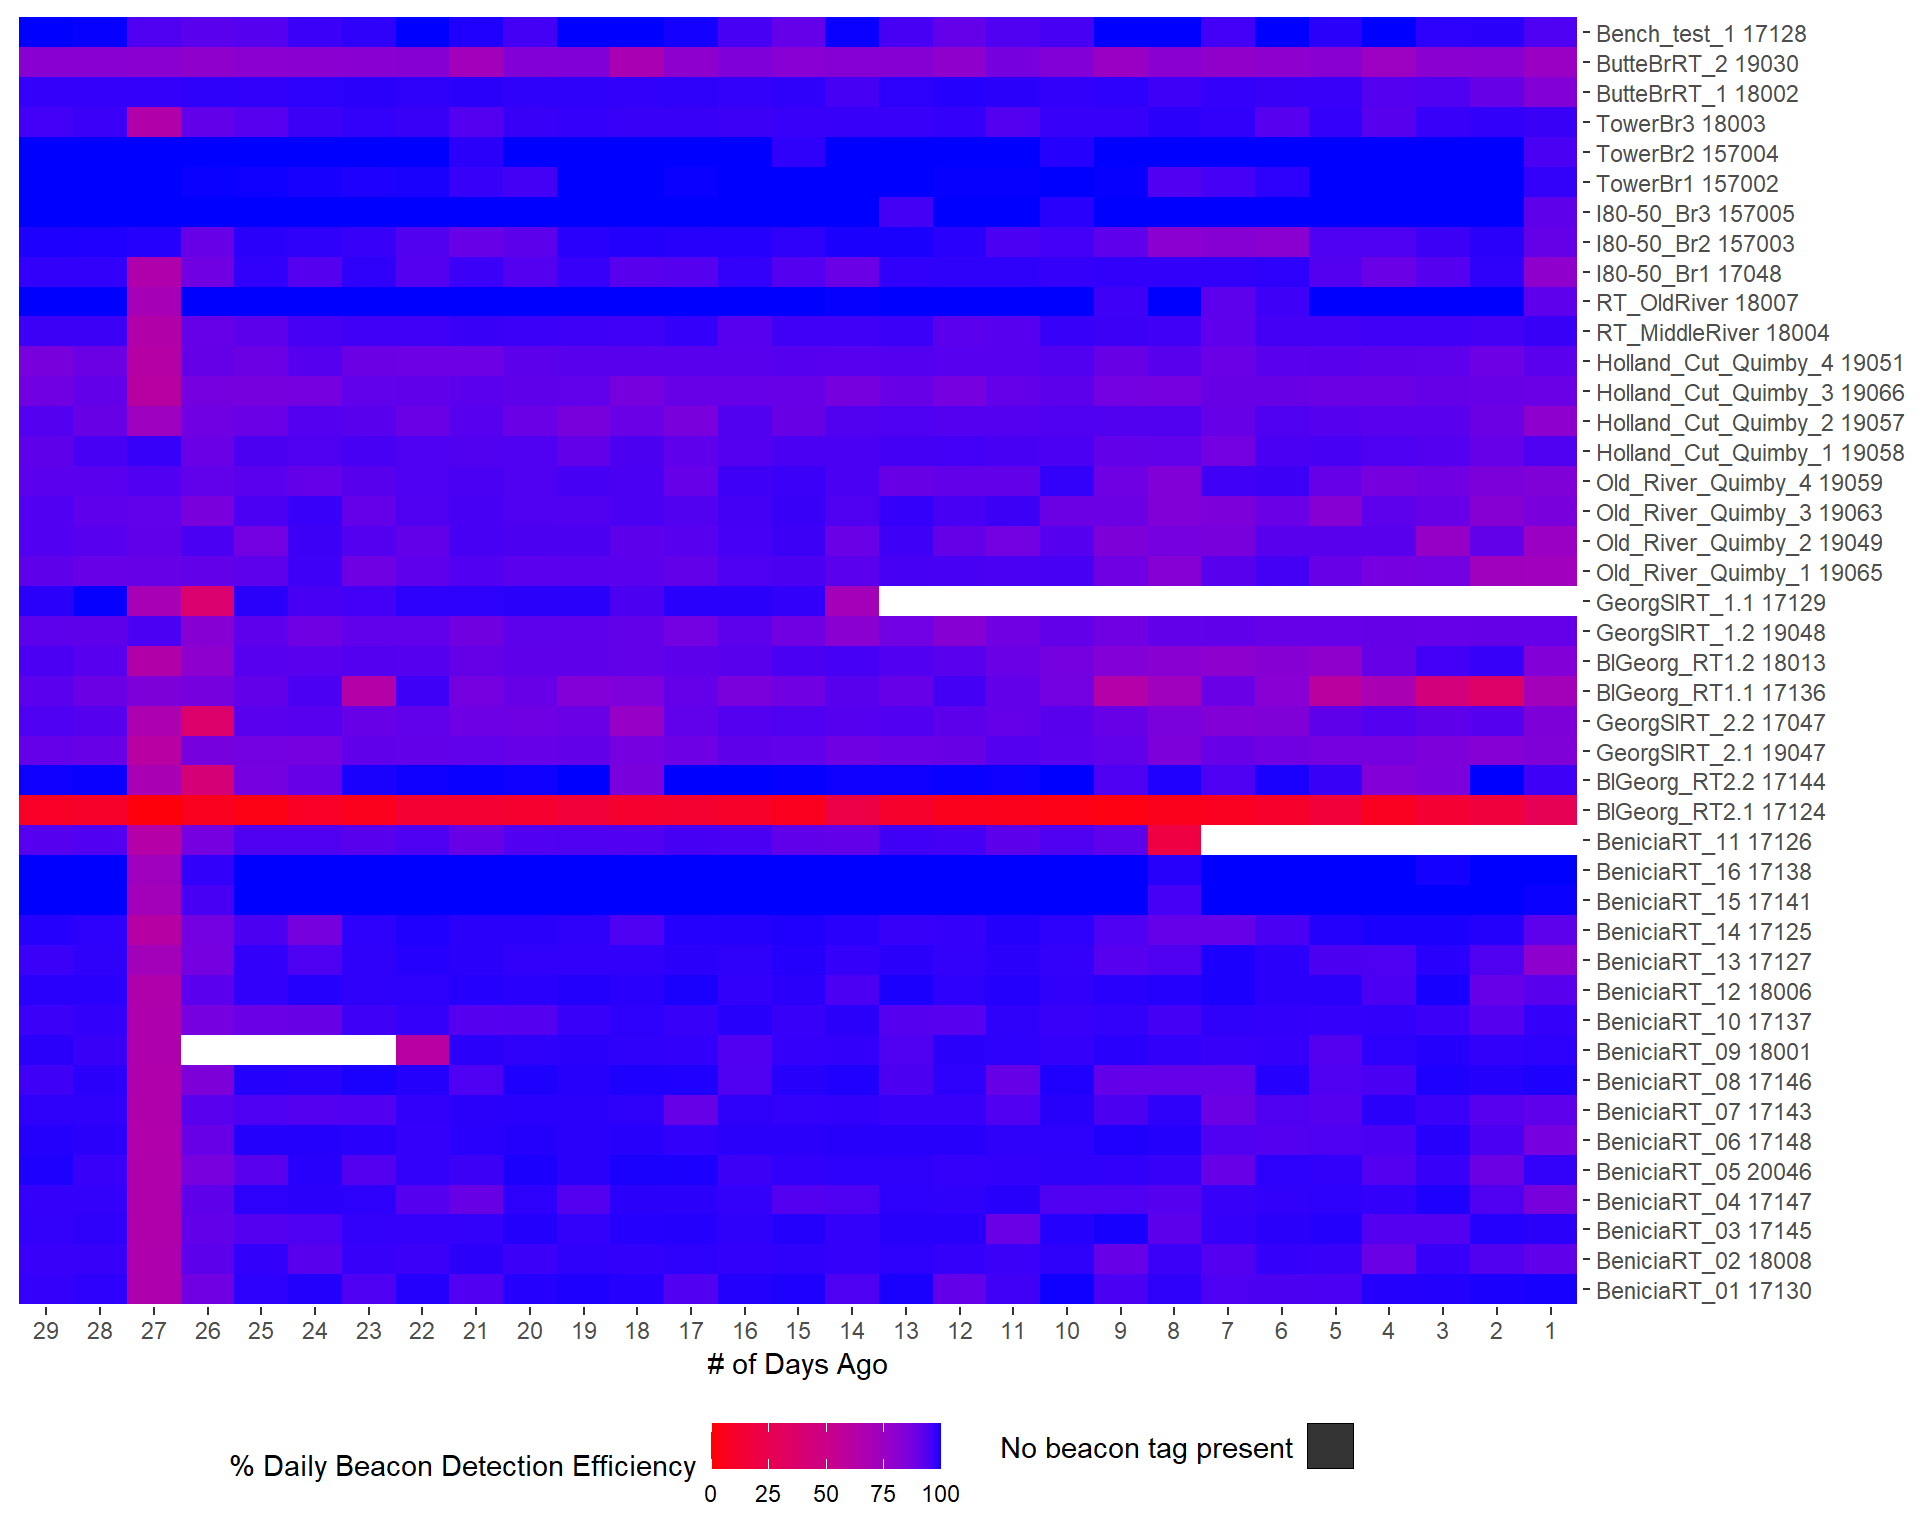 Bench_test_1 17128
ButteBrRT_2 19030
ButteBrRT_1 18002
TowerBr3 18003
TowerBr2 157004
TowerBr1 157002
I80-50_Br3 157005
I80-50_Br2 157003
I80-50_Br1 17048
RT_OldRiver 18007
RT_MiddleRiver 18004
Holland_Cut_Quimby_4 19051
Holland_Cut_Quimby_3 19066
Holland_Cut_Quimby_2 19057
Holland_Cut_Quimby_1 19058
Old_River_Quimby_4 19059
Old_River_Quimby_3 19063
Old_River_Quimby_2 19049
Old_River_Quimby_1 19065
GeorgSlRT_1.1 17129
GeorgSlRT_1.2 19048
BlGeorg_RT1.2 18013
BlGeorg_RT1.1 17136
GeorgSlRT_2.2 17047
GeorgSlRT_2.1 19047
BlGeorg_RT2.2 17144
BlGeorg_RT2.1 17124
BeniciaRT_11 17126
BeniciaRT_16 17138
BeniciaRT_15 17141
BeniciaRT_14 17125
BeniciaRT_13 17127
BeniciaRT_12 18006
BeniciaRT_10 17137
BeniciaRT_09 18001
BeniciaRT_08 17146
BeniciaRT_07 17143
BeniciaRT_06 17148
BeniciaRT_05 20046
BeniciaRT_04 17147
BeniciaRT_03 17145
BeniciaRT_02 18008
BeniciaRT_01 17130
29 28 27 26 25 24 23 22 21 20 19 18 17 16 15 14 13 12 11 10 9 8 7 6 5 4 3 2 1
# of Days Ago
% Daily Beacon Detection Efficiency
0 25 50 75 100
No beacon tag present